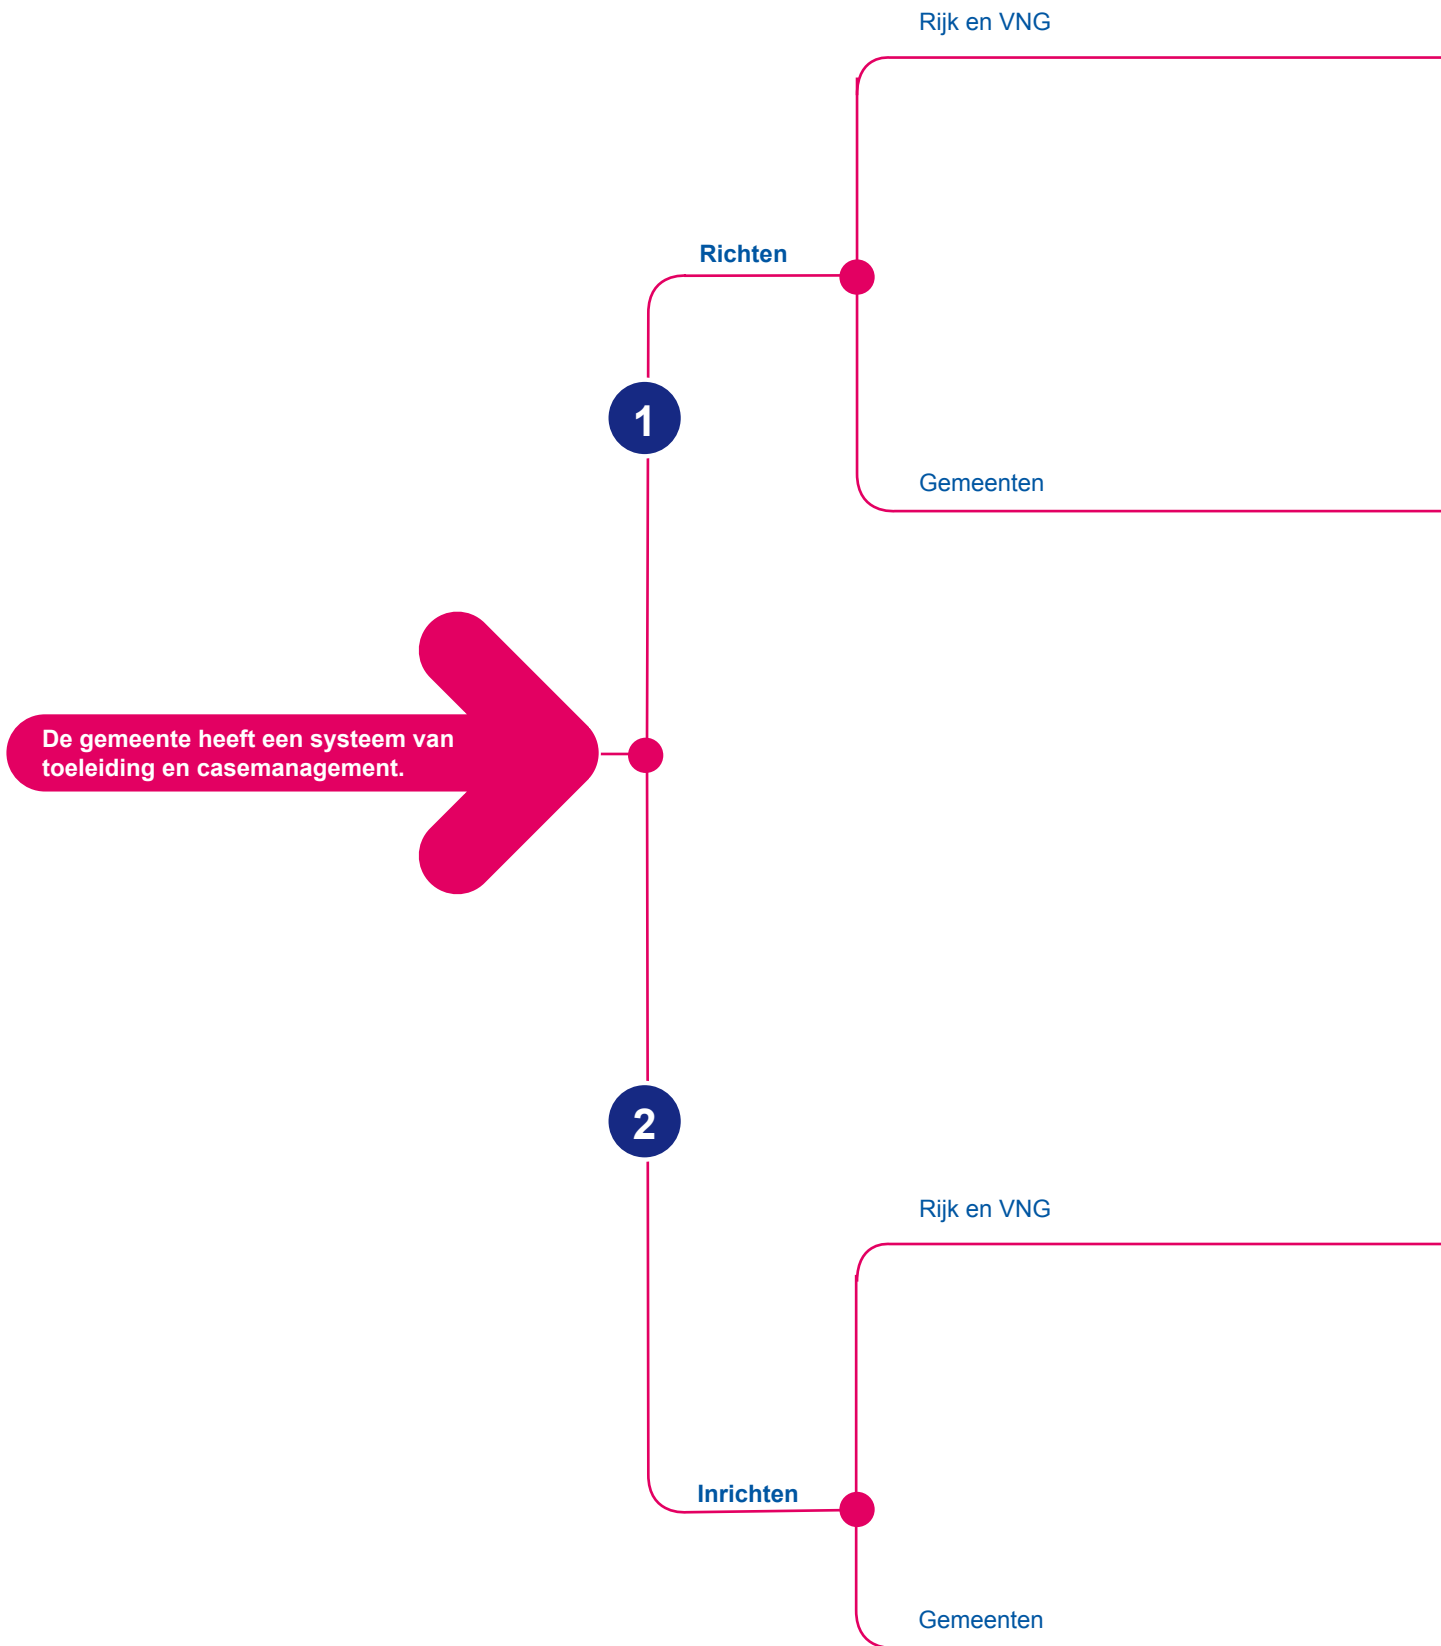 Rijk en VNG
Richten
1
Gemeenten
De gemeente heeft een systeem van
toeleiding en casemanagement.
2
Rijk en VNG
Inrichten
Gemeenten